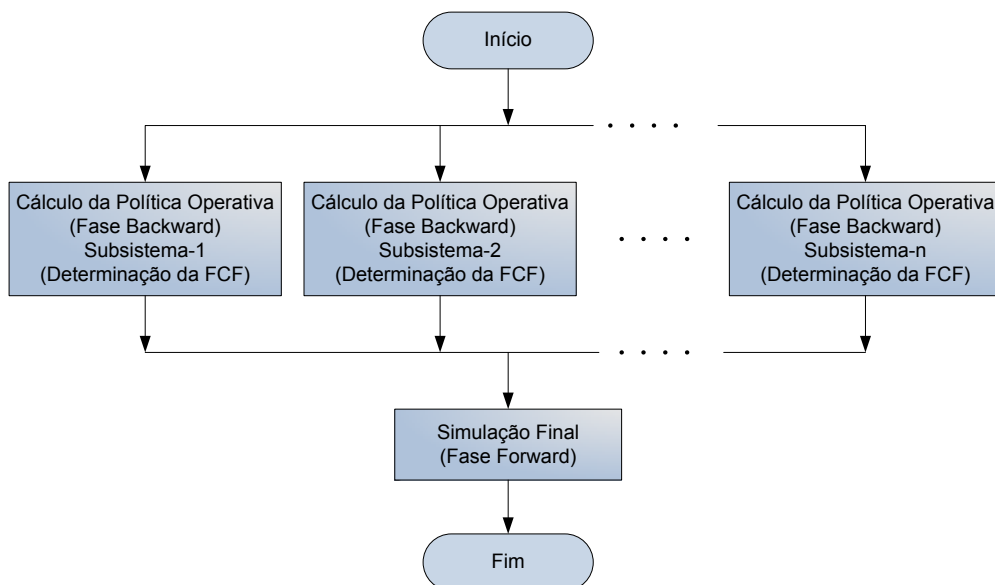 Início
Cálculo da Política Operativa
(Fase Backward)
Subsistema-1
(Determinação da FCF)
Cálculo da Política Operativa
(Fase Backward)
Subsistema-2
(Determinação da FCF)
Cálculo da Política Operativa
(Fase Backward)
Subsistema-n
(Determinação da FCF)
Simulação Final
(Fase Forward)
Fim